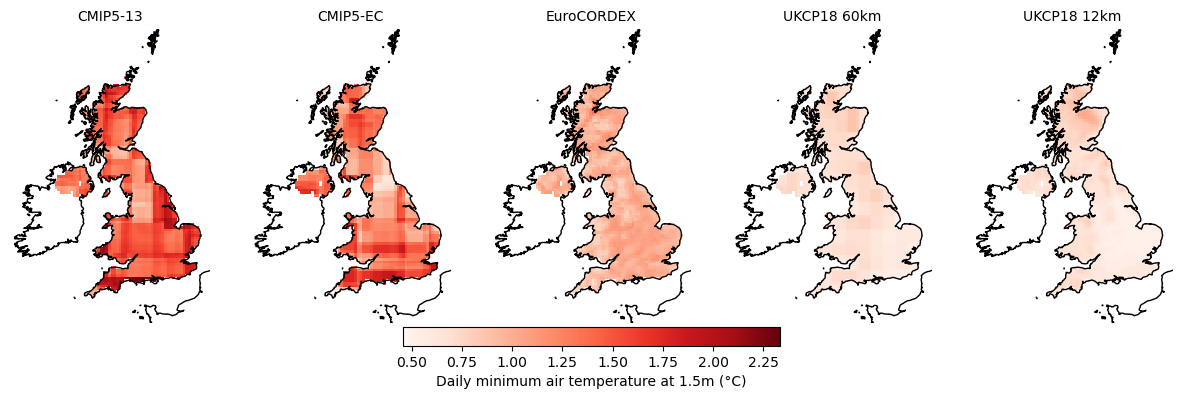 CMIP5-13
CMIP5-EC
EuroCORDEX
UKCP18 60km
UKCP18 12km
0.50 0.75 1.00 1.25 1.50 1.75 2.00 2.25
Daily minimum air temperature at 1.5m (°C)